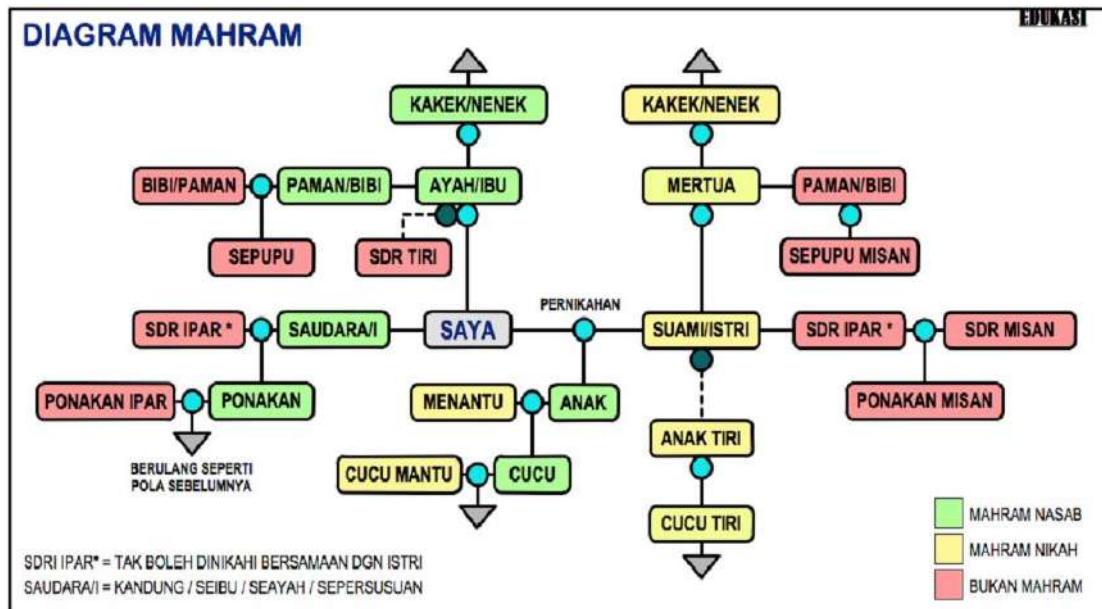 EDUKASI
DIAGRAM MAHRAM
KAKEK/NENEK
KAKEK/NENEK
BIBI/PAMAN
PAMAN/BIBI
AYAH/IBU
MERTUA
PAMAN/BIBI
SEPUPU
SDR TIRI
SEPUPU MISAN
PERNIKAHAN
SDR IPAR *
SAUDARA/I
SAYA
SUAMI/ISTRI
SDR IPAR *
SDR MISAN
PONAKAN IPAR
PONAKAN
MENANTU
ANAK
PONAKAN MISAN
ANAK TIRI
BERULANG SEPERTI
POLA SEBELUMNYA
CUCU MANTU
CUCU
CUCU TIRI
MAHRAM NASAB
MAHRAM NIKAH
BUKAN MAHRAM
SDRI IPAR* = TAK BOLEH DINIKAHI BERSAMAAN DGN ISTRI
SAUDARA/I = KANDUNG / SEIBU / SEAYAH / SEPERSUSUAN